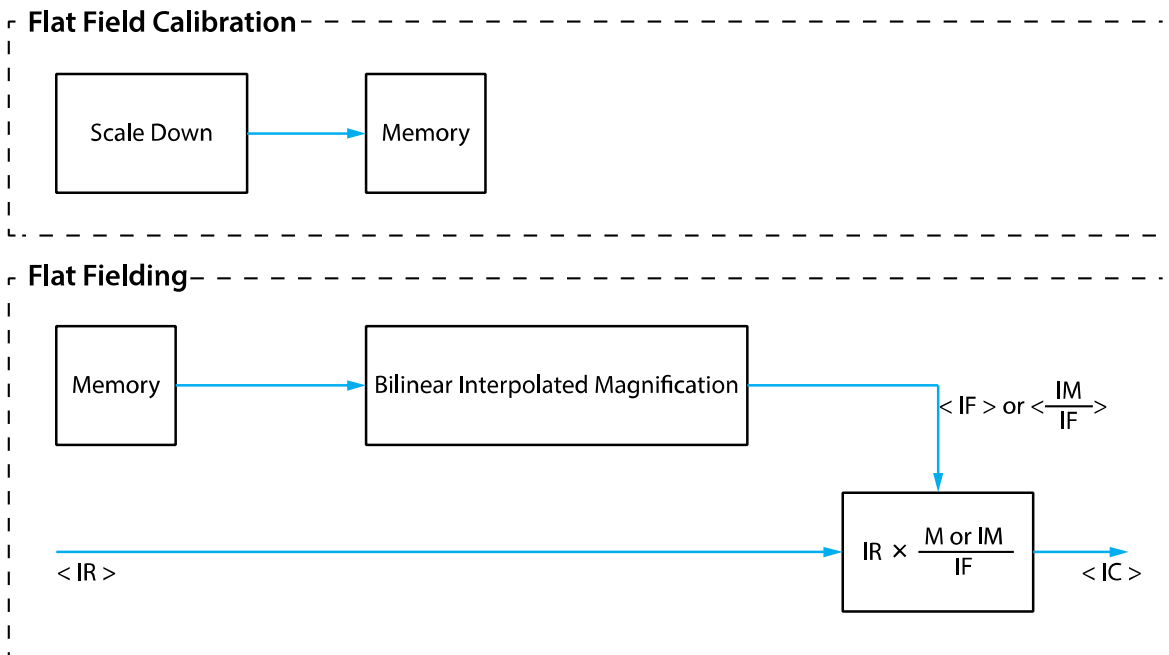 Flat Field Calibration
Scale Down
Memory
Flat Fielding
Memory
Bilinear Interpolated Magnification
< IF > or < IM
IF >
IR × M or IM
IF
< IR >
< IC >